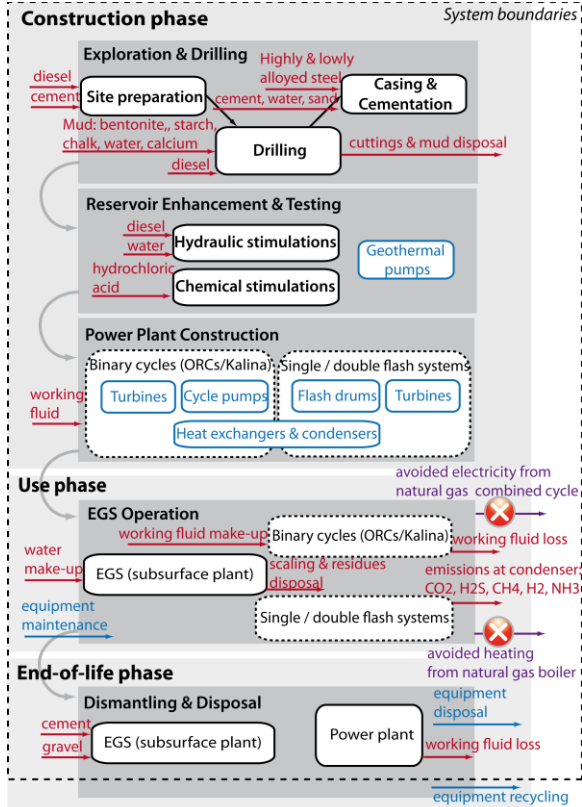 System boundaries
Construction phase
Exploration & Drilling
diesel
cement
Site preparation
Highly & lowly
alloyed steel
cement, water, sand
Casing &
Cementation
Mud: bentonite,, starch,
chalk, water, calcium
diesel
Drilling
cuttings & mud disposal
Reservoir Enhancement & Testing
diesel
water
Hydraulic stimulations
hydrochloric
acid
Chemical stimulations
Geothermal
pumps
Power Plant Construction
Binary cycles (ORCs/Kalina)
Single / double flash systems
working
fluid
Turbines
Cycle pumps
Flash drums
Turbines
Heat exchangers & condensers
Use phase
avoided electricity from
natural gas combined cycle
EGS Operation
working fluid make-up
Binary cycles (ORCs/Kalina)
working fluid loss
water
make-up
EGS (subsurface plant)
scaling & residues
disposal
emissions at condenser:
CO2, H2S, CH4, H2, NH3
equipment
maintenance
Single / double flash systems
avoided heating
from natural gas boiler
End-of-life phase
Dismantling & Disposal
cement
gravel
EGS (subsurface plant)
Power plant
equipment
disposal
working fluid loss
equipment recycling